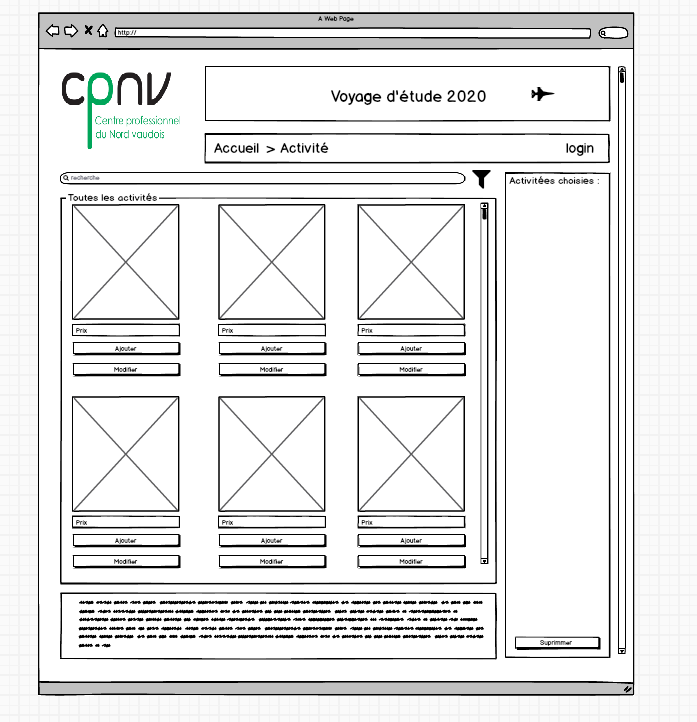 A Web Page
http://
cpnv
Centre professionnel
du Nord vaudois
Voyage d'étude 2020
Accueil > Activité
login
recherche
Activitées choisies :
Toutes les activités
Prix
Prix
Prix
Ajouter
Ajouter
Ajouter
Modifier
Modifier
Modifier
Prix
Prix
Prix
Ajouter
Ajouter
Ajouter
Modifier
Modifier
Modifier
Suprimmer